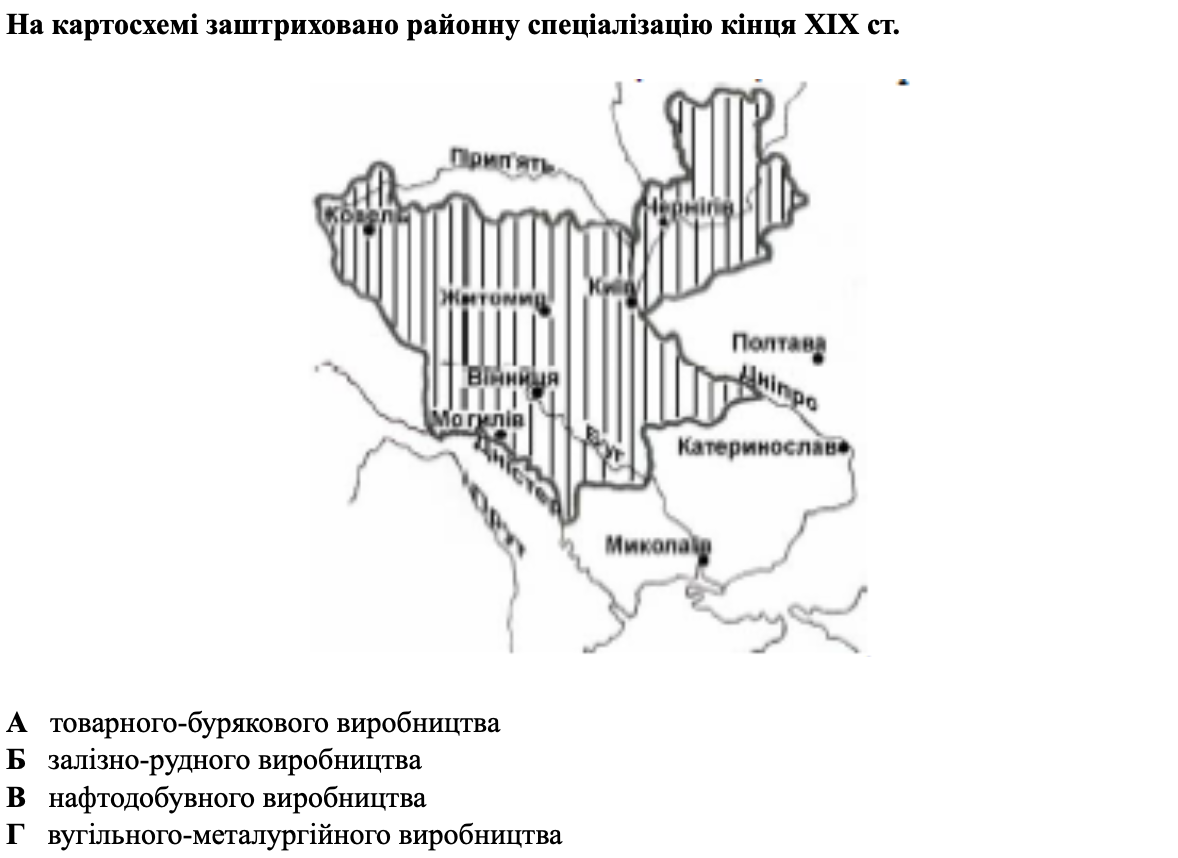 На картосхемі заштриховано районну спеціалізацію кінця ХІХ ст.
Прип'ять
Ковель
Чернігів
Київ
Житомир
Полтава
Вінниця
Дніпро
Могилів
Буг
Катеринослав
Дністер
Прут
Миколаїв
А товарного-бурякового виробництва
Б залізно-рудного виробництва
В нафтодобувного виробництва
Г вугільного-металургійного виробництва